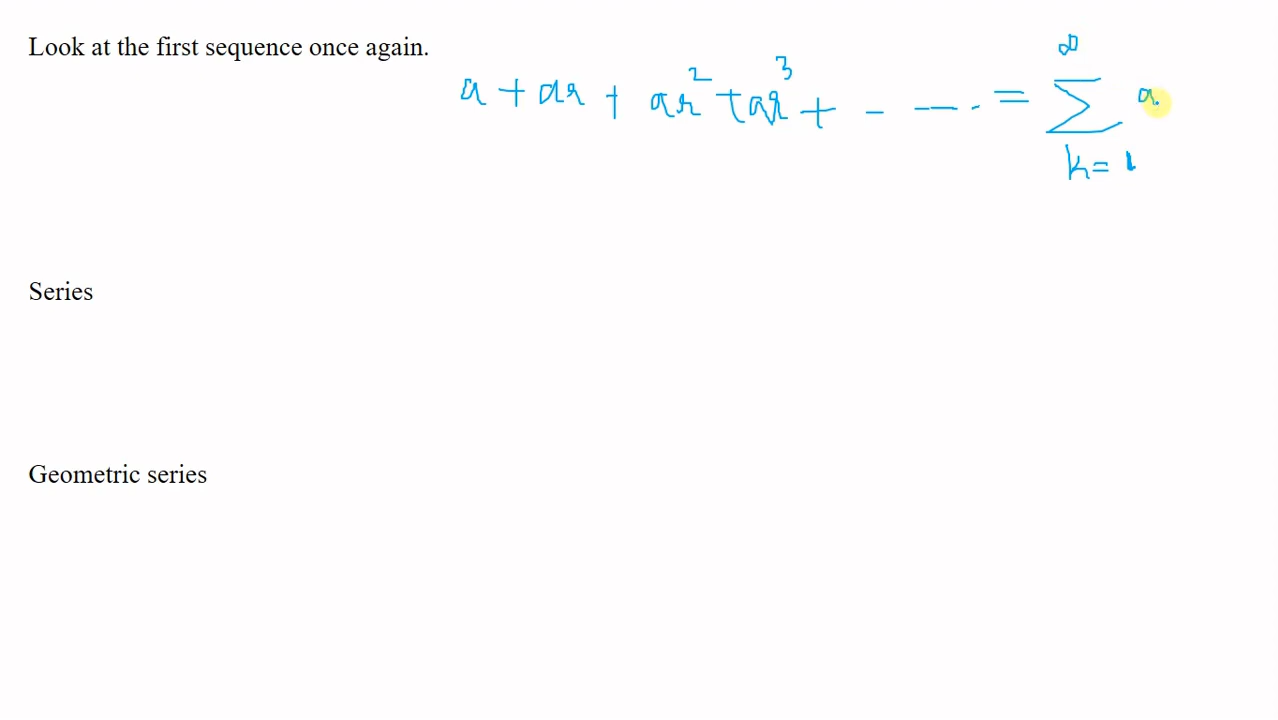 Look at the first sequence once again.
a + ar + ar² + ar³ + - --- . = ∑ a
∞
k = 1
Series
Geometric series